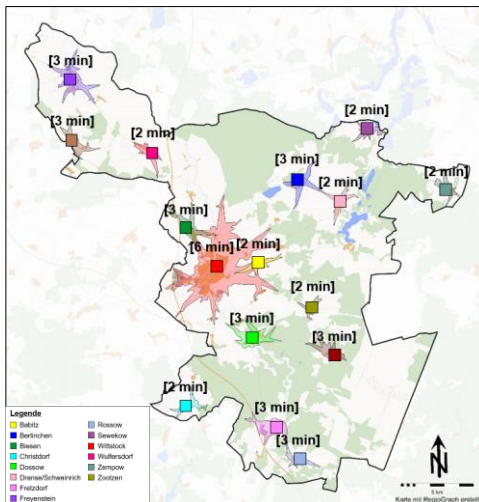 [3 min]
[3 min]
[2 min]
[2 min]
[3 min]
[2 min]
[2 min]
[3 min]
[6 min]
[2 min]
[2 min]
[3 min]
[3 min]
[2 min]
[3 min]
[3 min]
Legende
Babitz
Berlinchen
Biesen
Christdorf
Dossow
Dranse/Schweinrich
Fretzdorf
Freyenstein
Rossow
Sewekow
Wittstock
Wulfersdorf
Zempow
Zootzen
N
5 km
Karte mit RegioGraph erstellt